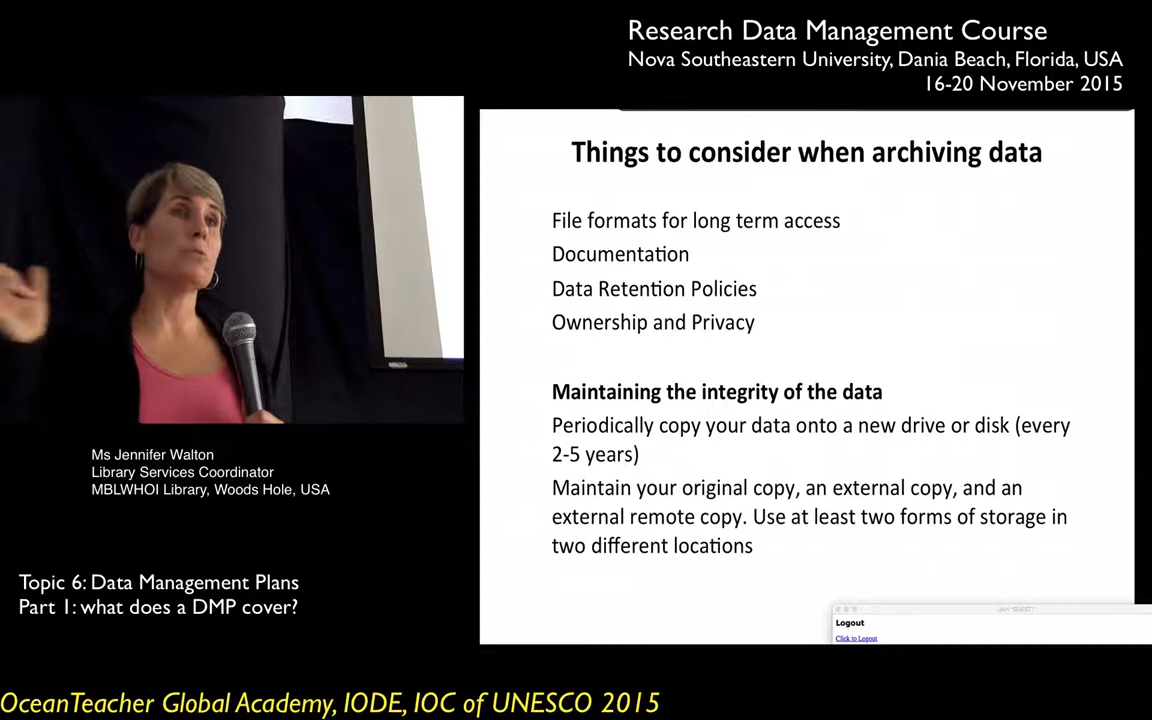 Research Data Management Course
Nova Southeastern University, Dania Beach, Florida, USA
16-20 November 2015
Things to consider when archiving data
File formats for long term access
Documentation
Data Retention Policies
Ownership and Privacy
Maintaining the integrity of the data
Periodically copy your data onto a new drive or disk (every
2-5 years)
Maintain your original copy, an external copy, and an
external remote copy. Use at least two forms of storage in
two different locations
Join "GUEST"
Logout
Click to Logout
Ms Jennifer Walton
Library Services Coordinator
MBLWHOI Library, Woods Hole, USA
Topic 6: Data Management Plans
Part 1: what does a DMP cover?
OceanTeacher Global Academy, IODE, IOC of UNESCO 2015